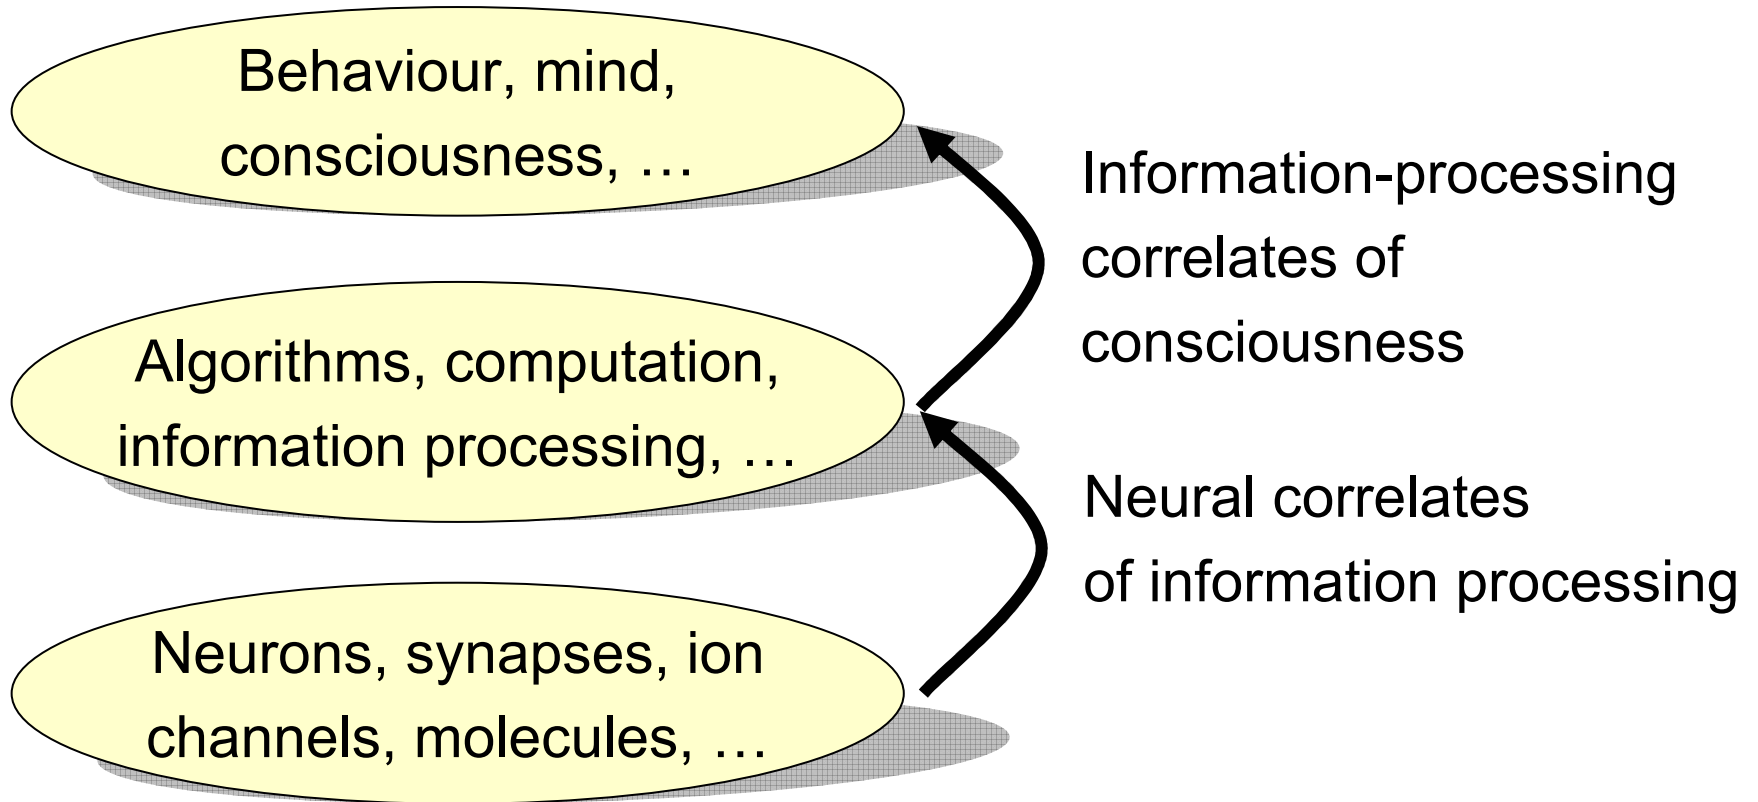 Behaviour, mind,
consciousness, …
Information-processing
correlates of
consciousness
Algorithms, computation,
information processing, …
Neural correlates
of information processing
Neurons, synapses, ion
channels, molecules, …